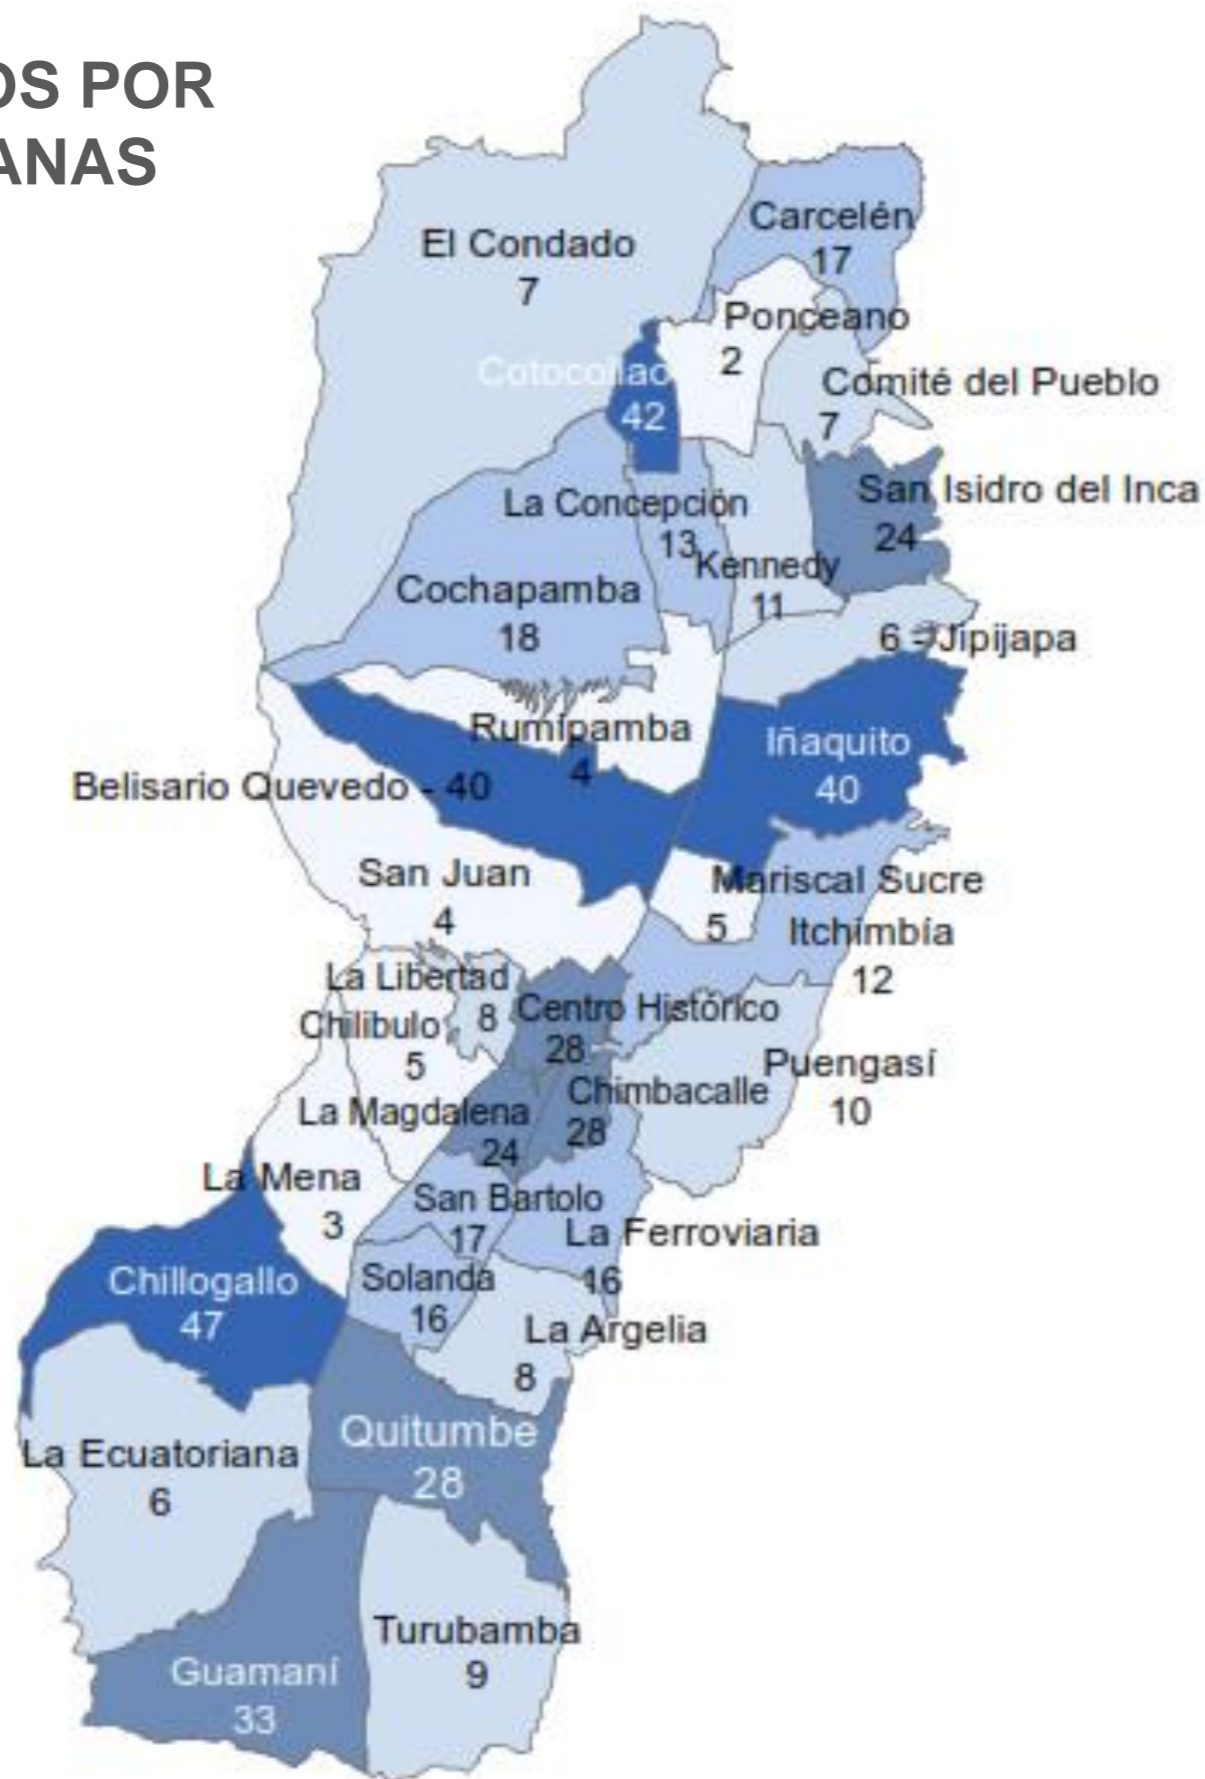 OS POR
ANAS
Carcelén
17
El Condado
7
Ponceano
2
Cotocollao
42
Comité del Pueblo
7
San Isidro del Inca
24
La Concepción
13
Kennedy
11
Cochapamba
18
6 - Jipijapa
Rumipamba
4
Iñaquito
40
Belisario Quevedo - 40
San Juan
4
Mariscal Sucre
5
Itchimbía
12
La Libertad
8
Centro Histórico
28
Chilibulo
5
Puengasí
10
Chimbacalle
28
La Magdalena
24
La Mena
3
San Bartolo
17
La Ferroviaria
16
Chillogallo
47
Solanda
16
La Argelia
8
Quitumbe
28
La Ecuatoriana
6
Turubamba
9
Guamaní
33